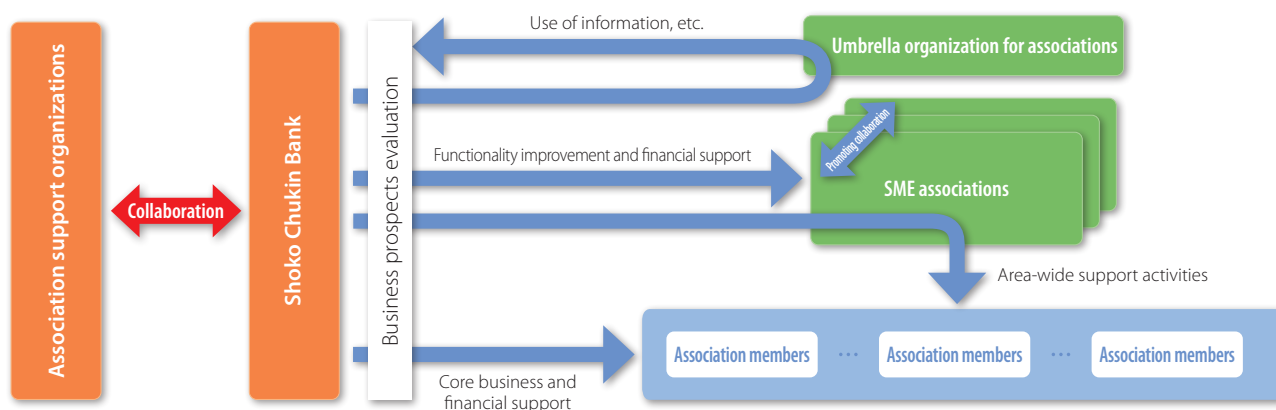 Association support organizations
Collaboration
Shoko Chukin Bank
Business prospects evaluation
Use of information, etc.
Umbrella organization for associations
Promoting collaboration
Functionality improvement and financial support
SME associations
Area-wide support activities
Association members ... Association members ... Association members
Core business and
financial support